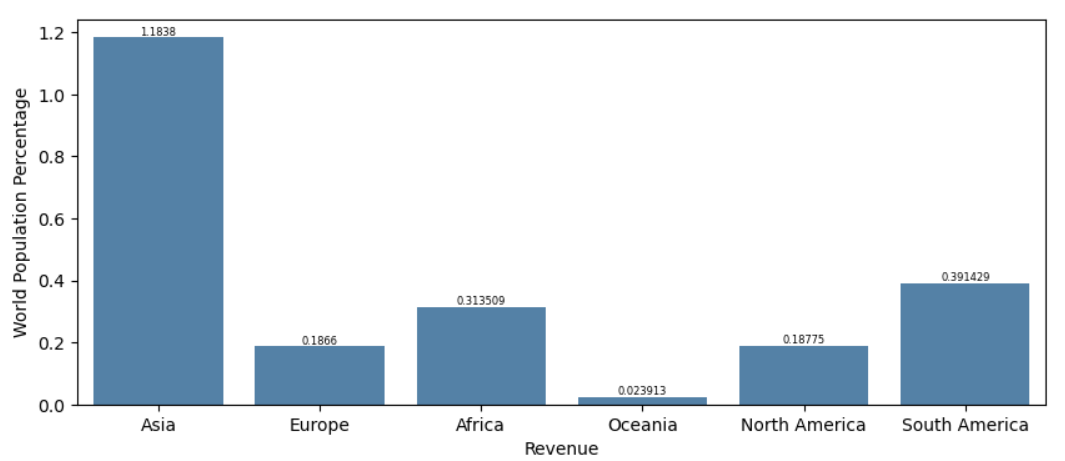 1.1838
0.1866
0.313509
0.023913
0.18775
0.391429
World Population Percentage
1.2
1.0
0.8
0.6
0.4
0.2
0.0
Asia
Europe
Africa
Oceania
North America
South America
Revenue